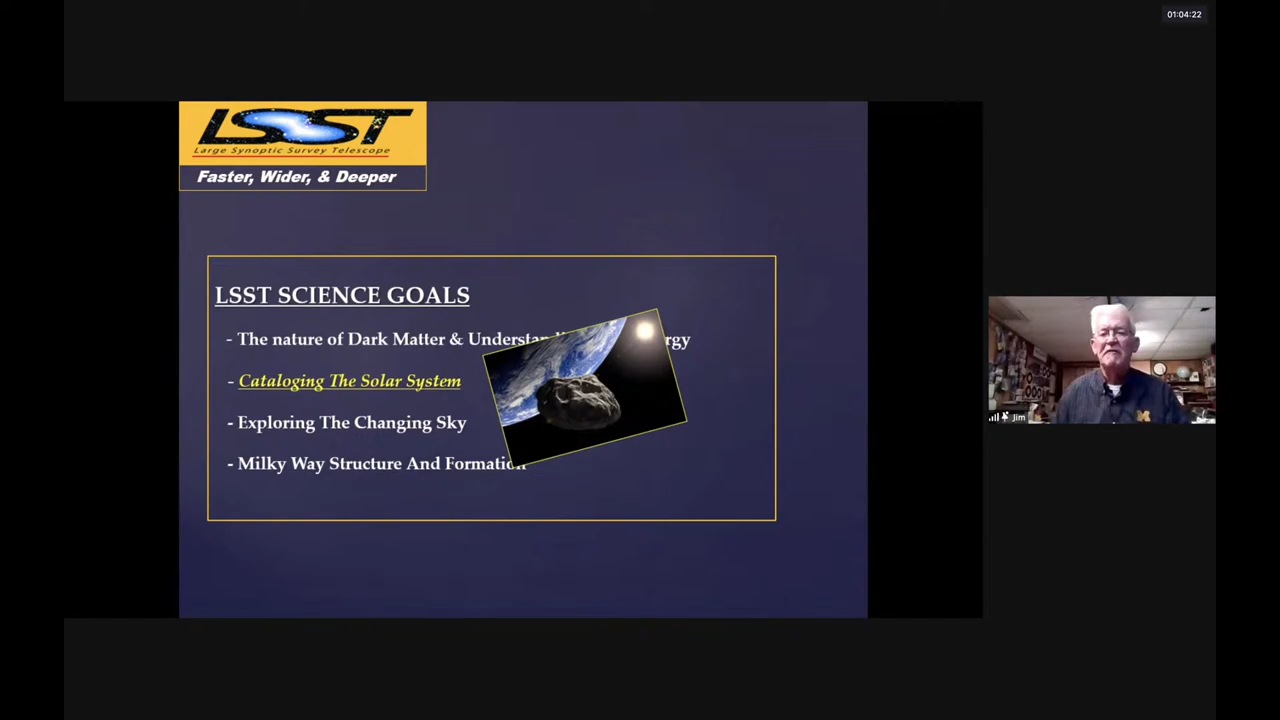 01:04:22
LSST
Large Synoptic Survey Telescope
Faster, Wider, & Deeper
LSST SCIENCE GOALS
- The nature of Dark Matter &
- Cataloging The Solar System
- Exploring The Changing Sky
- Milky Way Structure And Formation
Jim